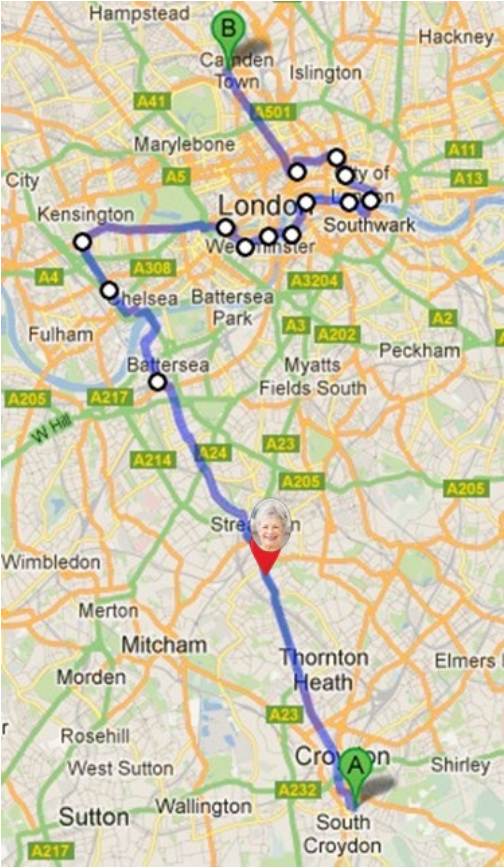 Hampstead
B
Hackney
Camden
Town
Islington
A41
A501
Marylebone
A11
City
A5
City of
London
A13
Kensington
London
Southwark
Westminster
A4
A308
Chelsea
Battersea
Park
A3204
Fulham
A3
A202
A2
Peckham
Battersea
Myatts
Fields South
A205
A217
W Hill
A23
A214
A24
A205
A205
Streatham
Wimbledon
Merton
Mitcham
Thornton
Heath
Elmers
Morden
A23
Rosehill
West Sutton
Croydon
A
Shirley
A232
Wallington
Sutton
South
Croydon
A217